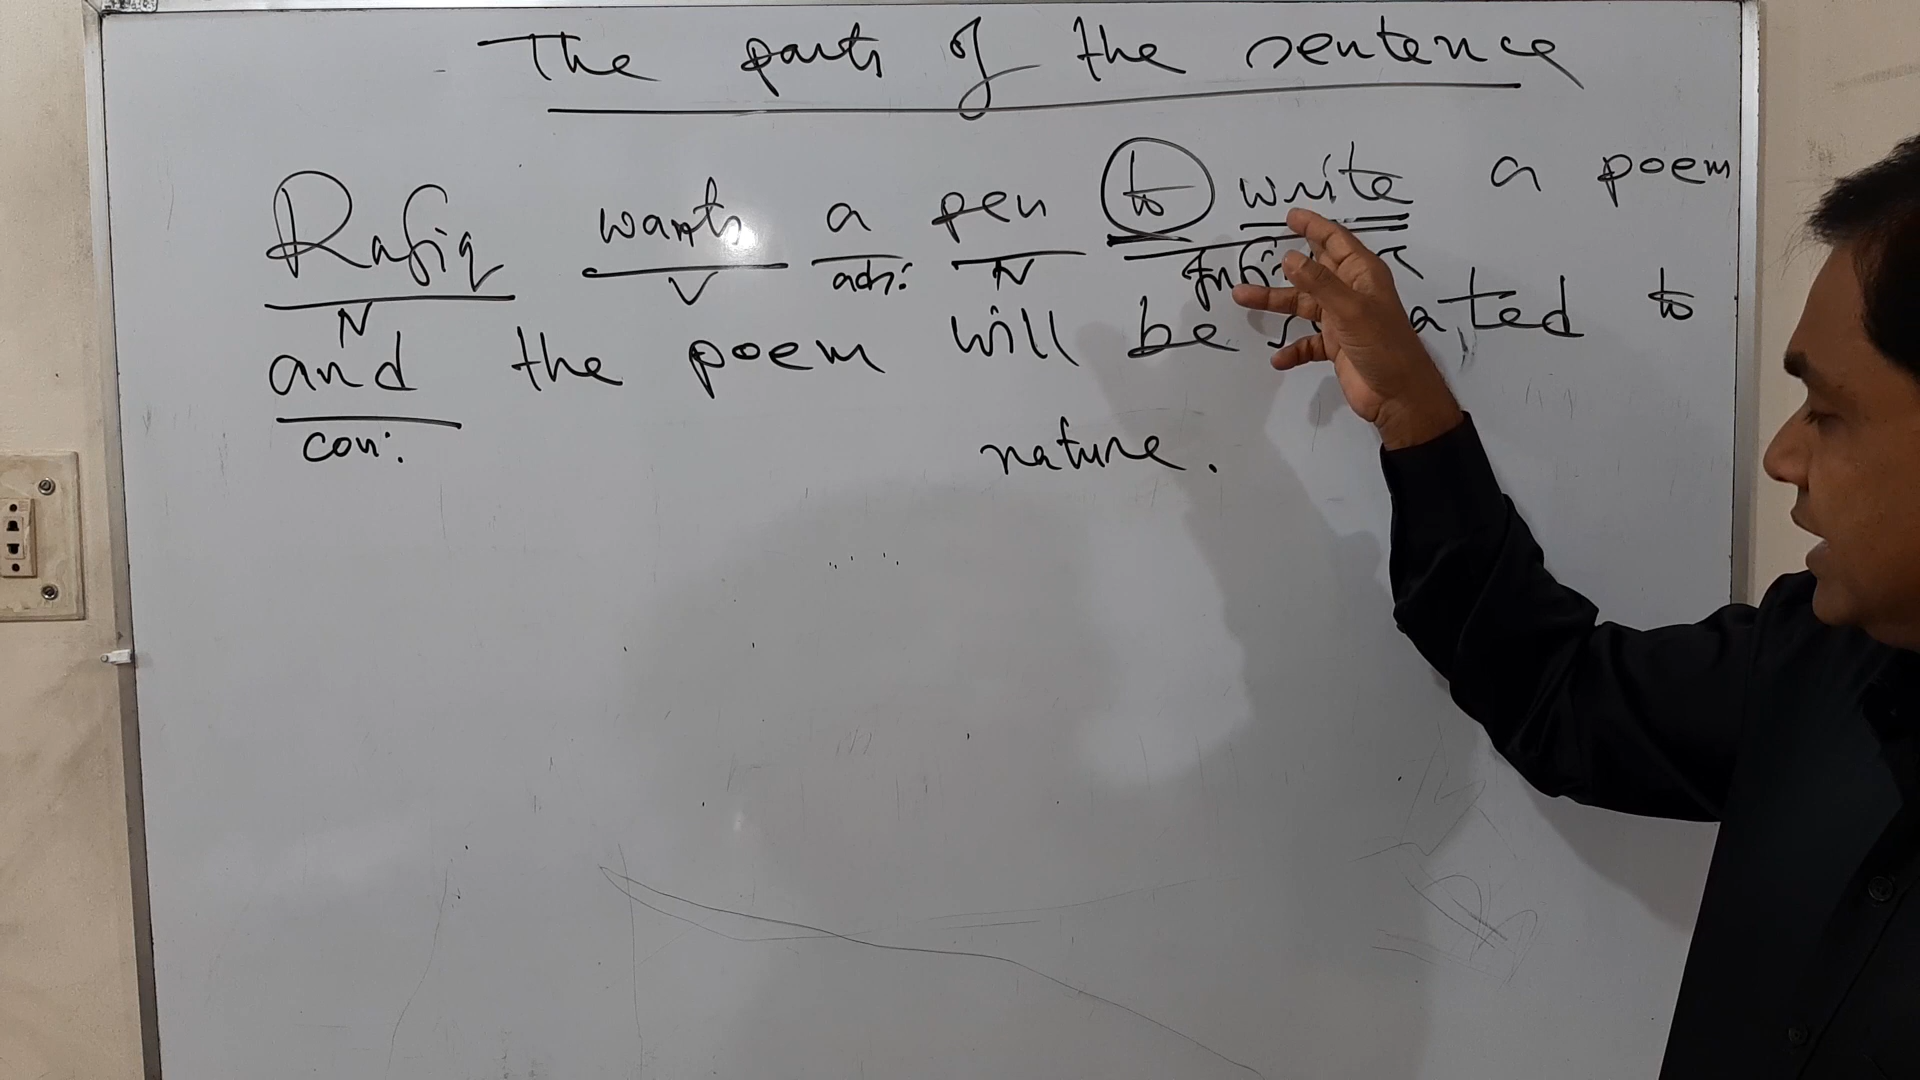 The parts of the sentence
Rafiq wants a pen to write a poem
N V adj: N
and the poem will be to
con:
nature.